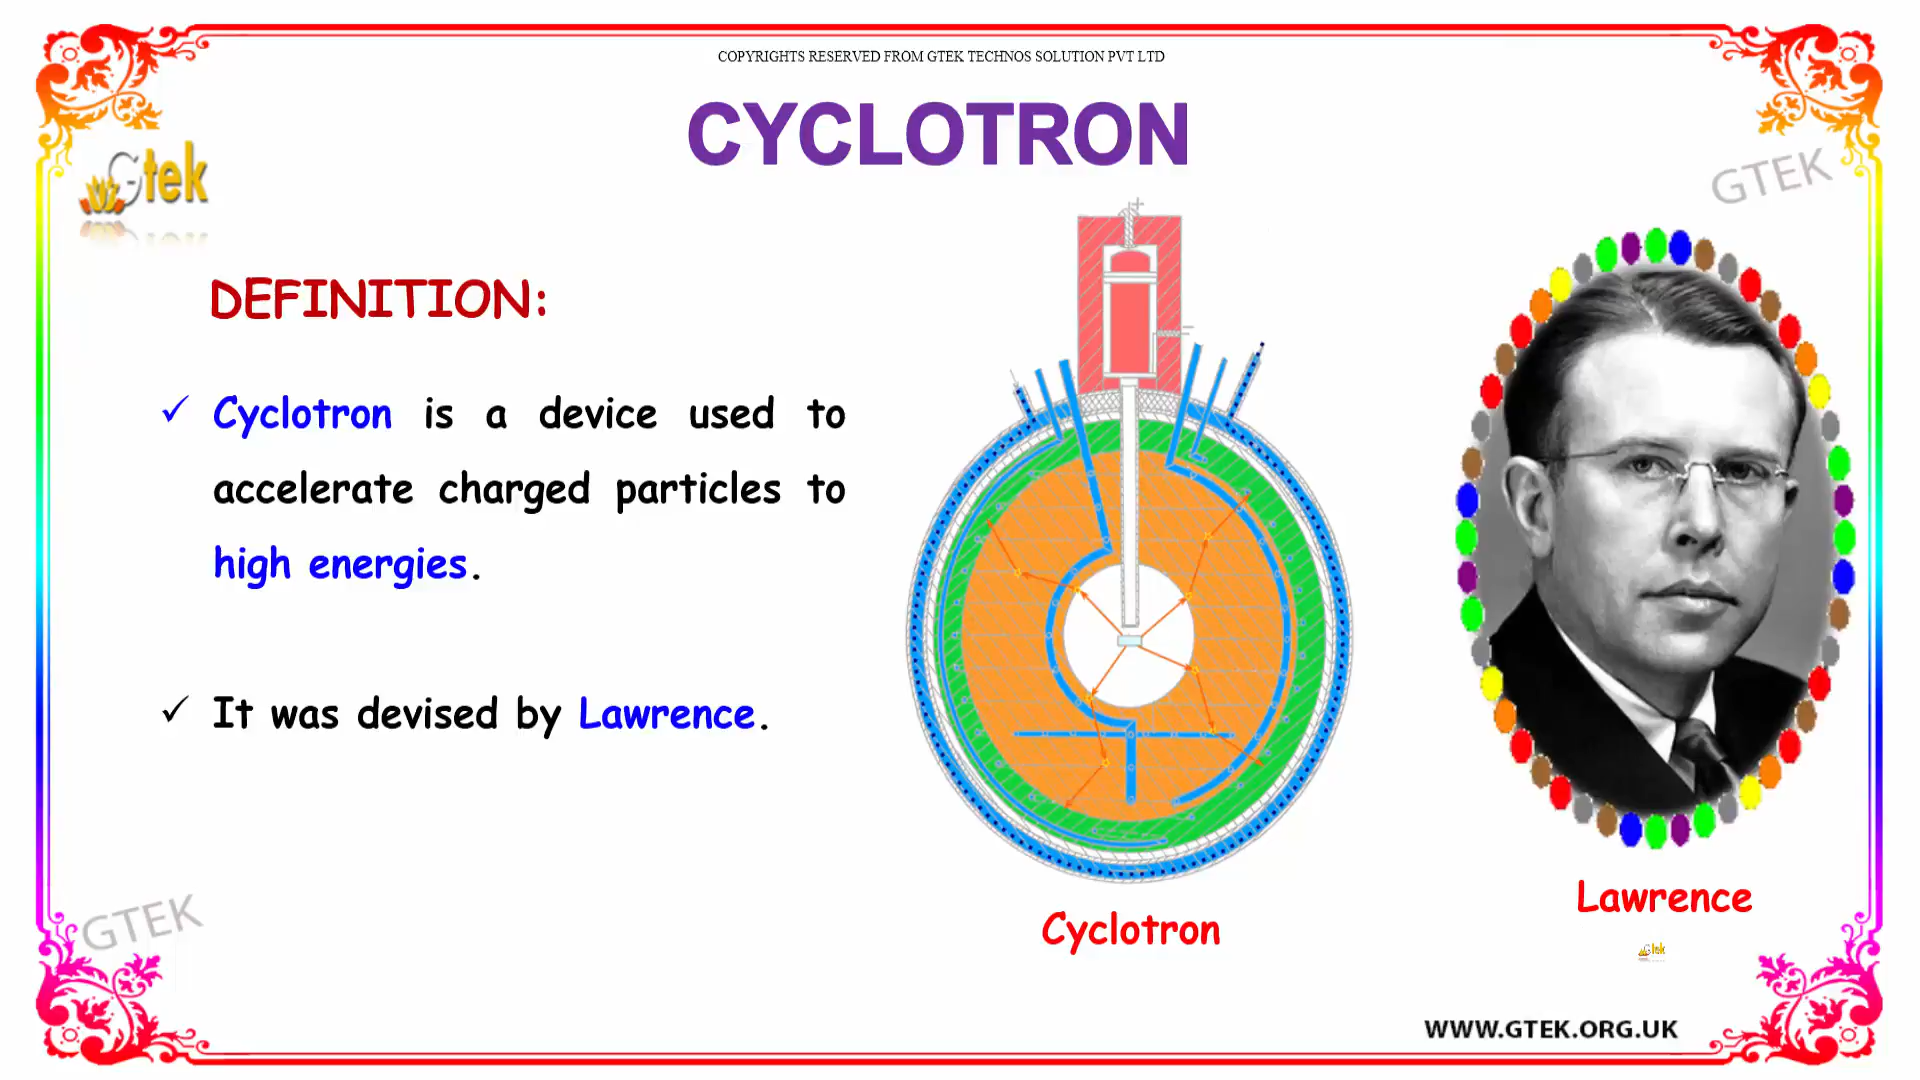 COPYRIGHTS RESERVED FROM GTEK TECHNOS SOLUTION PVT LTD
CYCLOTRON
Gtek
GTEK
DEFINITION:
✓ Cyclotron is a device used to
accelerate charged particles to
high energies.
✓ It was devised by Lawrence.
Lawrence
GTEK
Cyclotron
Gtek
WWW.GTEK.ORG.UK